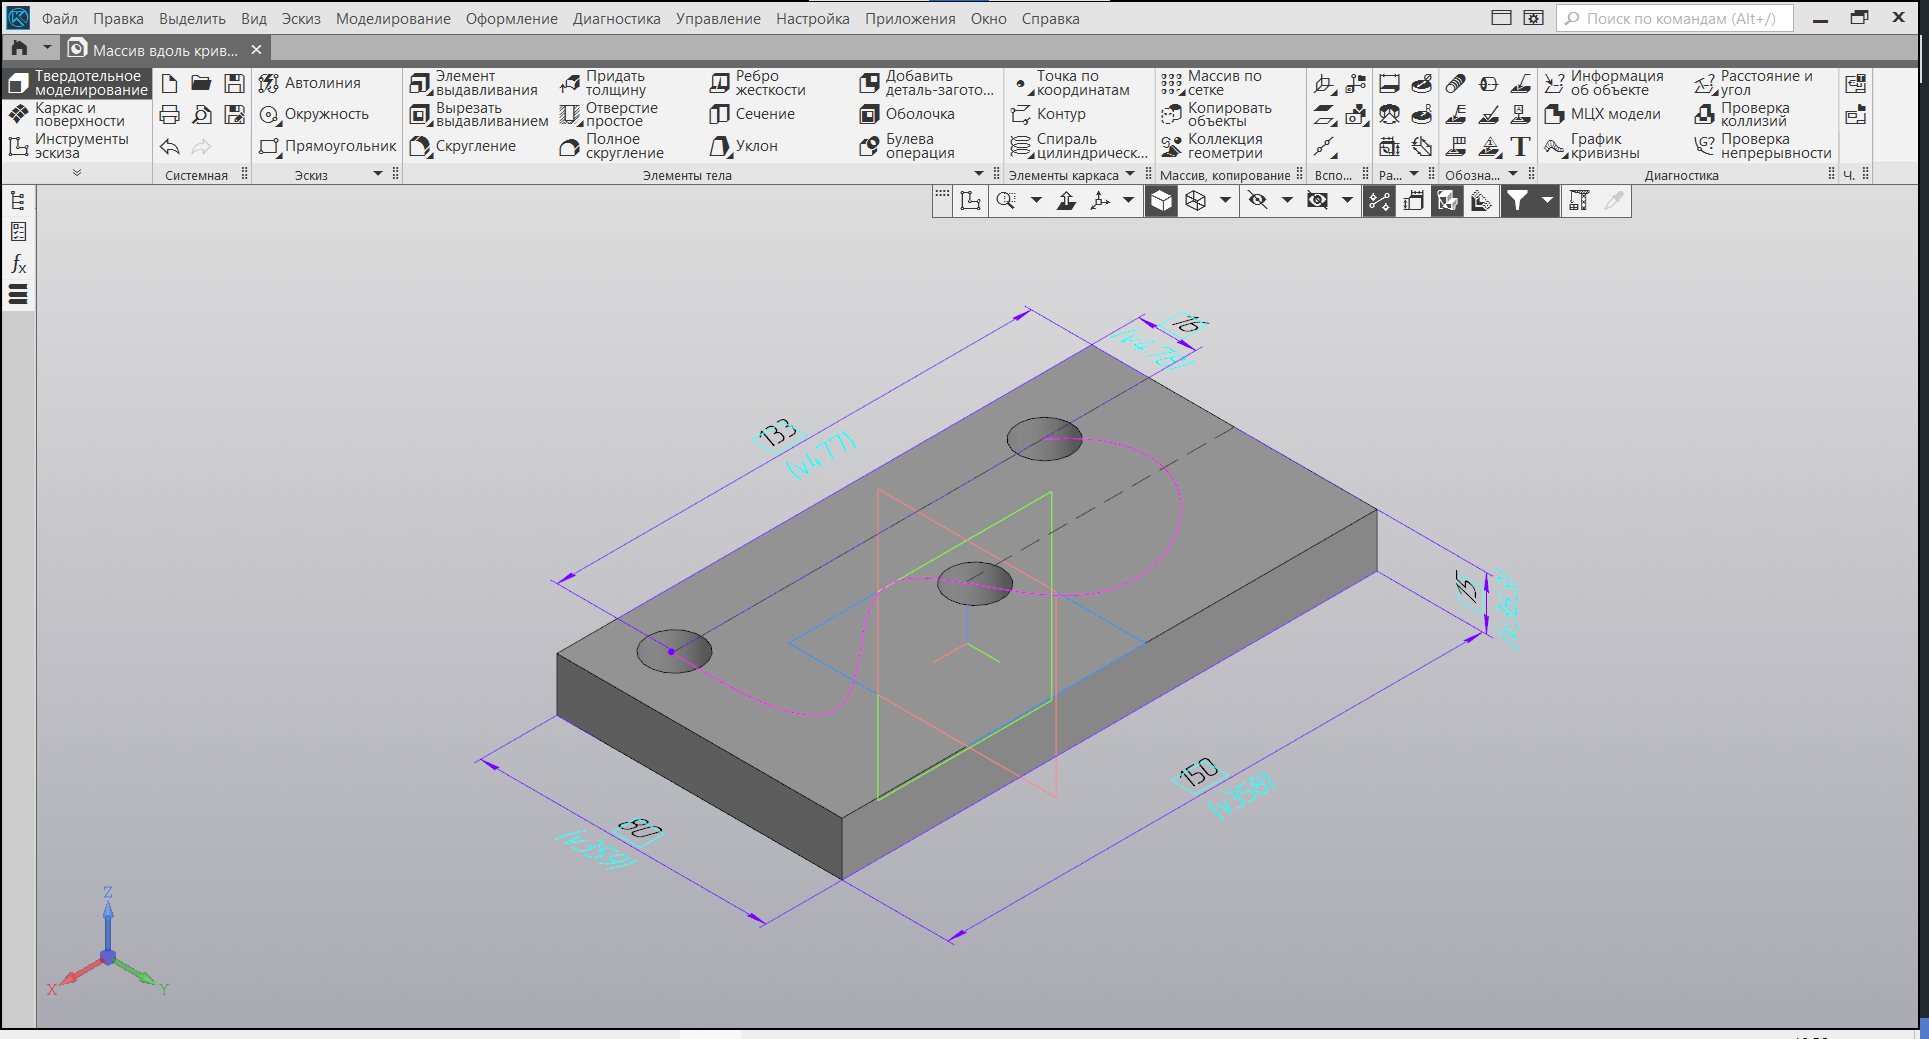 Файл Правка Выделить Вид Эскиз Моделирование Оформление Диагностика Управление Настройка Приложения Окно Справка
Поиск по командам (Alt+/)
Массив вдоль крив...
Твердотельное моделирование
Каркас и поверхности
Инструменты эскиза
Системная
Автолиния
Окружность
Прямоугольник
Эскиз
Элемент выдавливания
Вырезать выдавливанием
Скругление
Придать толщину
Отверстие простое
Полное скругление
Ребро жесткости
Сечение
Уклон
Добавить деталь-загото...
Оболочка
Булева операция
Элементы тела
Точка по координатам
Контур
Спираль цилиндрическ...
Элементы каркаса
Массив по сетке
Копировать объекты
Коллекция геометрии
Массив, копирование
Вспо...
Ра...
Обозна...
Информация об объекте
МЦХ модели
График кривизны
Расстояние и угол
Проверка коллизий
Проверка непрерывности
Диагностика
Ч.
16
133
(v477)
15
150
(v358)
80
Z
X
Y